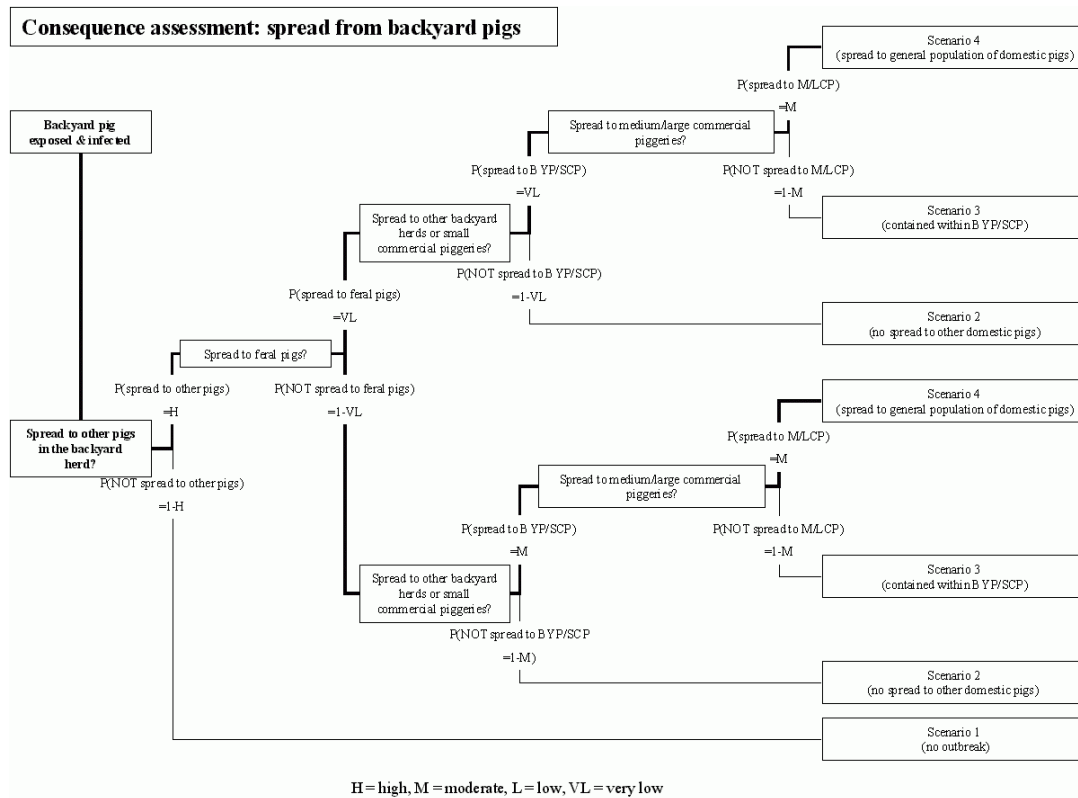 Consequence assessment: spread from backyard pigs
Scenario 4
(spread to general population of domestic pigs)
P(spread to M/LCP)
=M
Backyard pig
exposed & infected
Spread to medium/large commercial
piggeries?
P(spread to B YP/SCP)
=VL
P(NOT spread to M/LCP)
=1-M
Spread to other backyard
herds or small
commercial piggeries?
Scenario 3
(contained within B YP/SCP)
P(NOT spread to B YP/SCP)
=1-VL
P(spread to feral pigs)
=VL
Scenario 2
(no spread to other domestic pigs)
Spread to feral pigs?
P(spread to other pigs)
=H
P(NOT spread to feral pigs)
=1-VL
Scenario 4
(spread to general population of domestic pigs)
Spread to other pigs
in the backyard
herd?
P(spread to M/LCP)
=M
P(NOT spread to other pigs)
=1-H
Spread to medium/large commercial
piggeries?
P(spread to B YP/SCP)
=M
P(NOT spread to M/LCP)
=1-M
Spread to other backyard
herds or small
commercial piggeries?
Scenario 3
(contained within B YP/SCP)
P(NOT spread to BYP/SCP
=1-M)
Scenario 2
(no spread to other domestic pigs)
Scenario 1
(no outbreak)
H = high, M = moderate, L = low, VL = very low